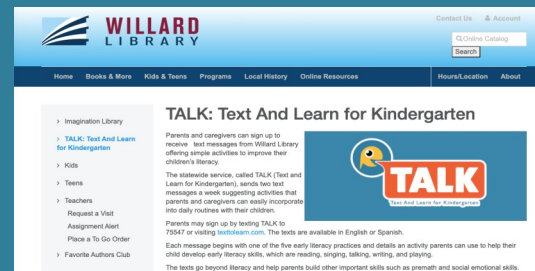 Contact Us Account
WILLARD
LIBRARY
Online Catalog
Search
Home Books & More Kids & Teens Programs Local History Online Resources Hours/Location About
> Imagination Library
> TALK: Text And Learn
for Kindergarten
> Kids
> Teens
> Teachers
Request a Visit
Assignment Alert
Place a To Go Order
> Favorite Authors Club
TALK: Text And Learn for Kindergarten
Parents and caregivers can sign up to
receive text messages from Willard Library
offering simple activities to improve their
children's literacy.
The statewide service, called TALK (Text and
Learn for Kindergarten), sends two text
messages a week suggesting activities that
parents and caregivers can easily incorporate
into daily routines with their children.
TALK
Text And Learn for Kindergarten
Parents may sign up by texting TALK to
75547 or visiting texttolearn.com. The texts are available in English or Spanish.
Each message begins with one of the five early literacy practices and details an activity parents can use to help their
child develop early literacy skills, which are reading, singing, talking, writing, and playing.
The texts go beyond literacy and help parents build other important skills such as premath and social emotional skills.